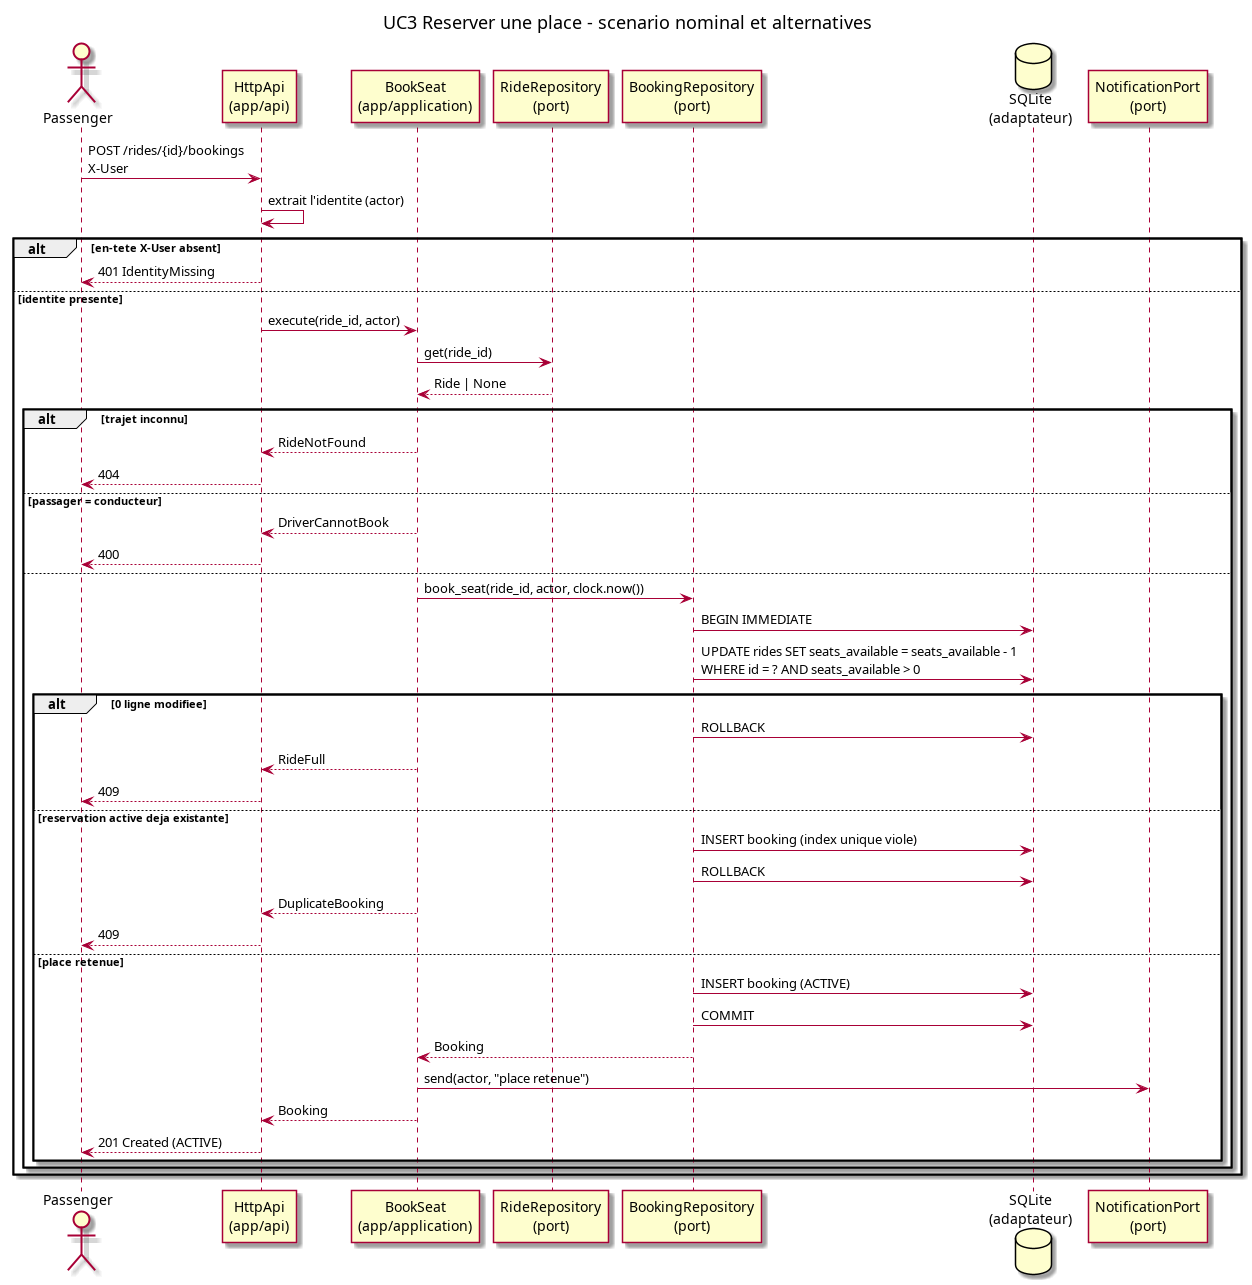 UC3 Reserver une place - scenario nominal et alternatives
Passenger
HttpApi
(app/api)
BookSeat
(app/application)
RideRepository
(port)
BookingRepository
(port)
SQLite
(adaptateur)
NotificationPort
(port)
POST /rides/{id}/bookings
X-User
extrait l'identite (actor)
alt
[en-tete X-User absent]
401 IdentityMissing
[identite presente]
execute(ride_id, actor)
get(ride_id)
Ride | None
alt
[trajet inconnu]
RideNotFound
404
[passager = conducteur]
DriverCannotBook
400
book_seat(ride_id, actor, clock.now())
BEGIN IMMEDIATE
UPDATE rides SET seats_available = seats_available - 1
WHERE id = ? AND seats_available > 0
alt
[0 ligne modifiee]
ROLLBACK
RideFull
409
[reservation active deja existante]
INSERT booking (index unique viole)
ROLLBACK
DuplicateBooking
409
[place retenue]
INSERT booking (ACTIVE)
COMMIT
Booking
send(actor, "place retenue")
Booking
201 Created (ACTIVE)
Passenger
HttpApi
(app/api)
BookSeat
(app/application)
RideRepository
(port)
BookingRepository
(port)
SQLite
(adaptateur)
NotificationPort
(port)